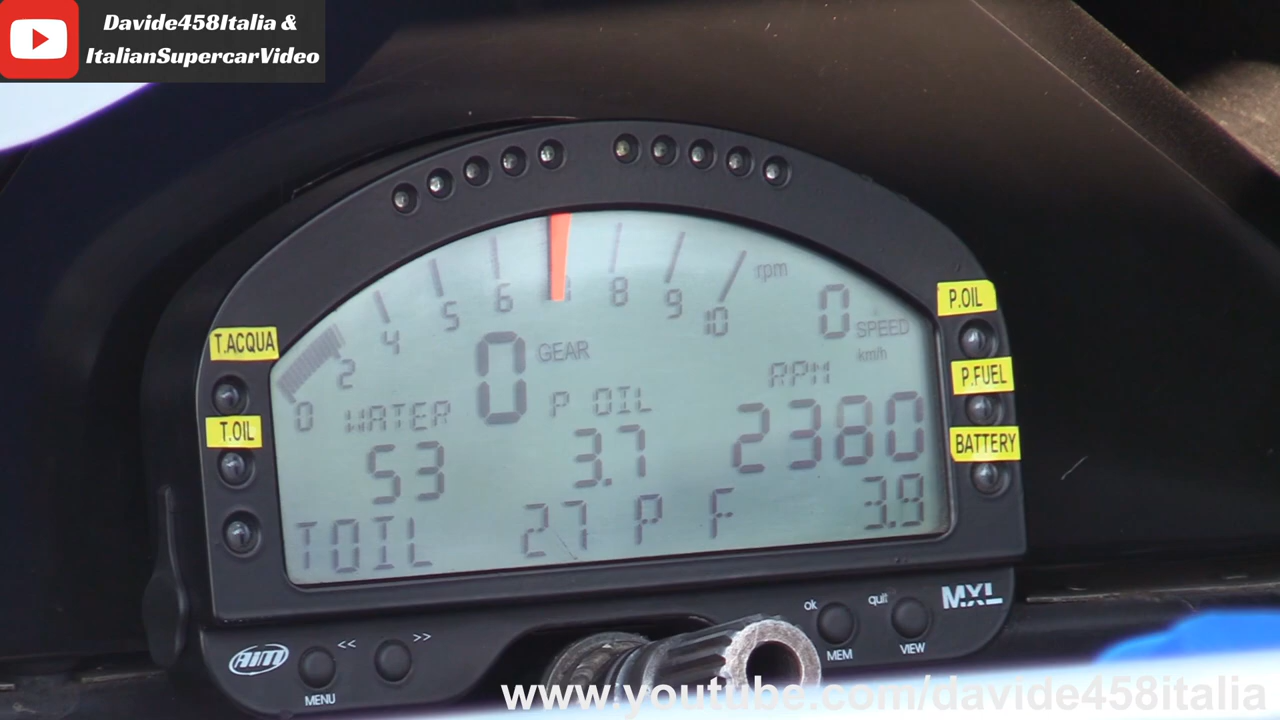 Davide458Italia &
ItalianSupercarVideo
T.ACQUA
T.OIL
P.OIL
P.FUEL
BATTERY
0 2 4 5 6 7 8 9 10 rpm
0 SPEED
km/h
0 GEAR
WATER
53
P OIL
3.7
RPM
2380
TOIL 27 P F 3.9
AIM
<< >>
MENU
ok quit
MEM VIEW
MXL
www.youtube.com/davide458italia